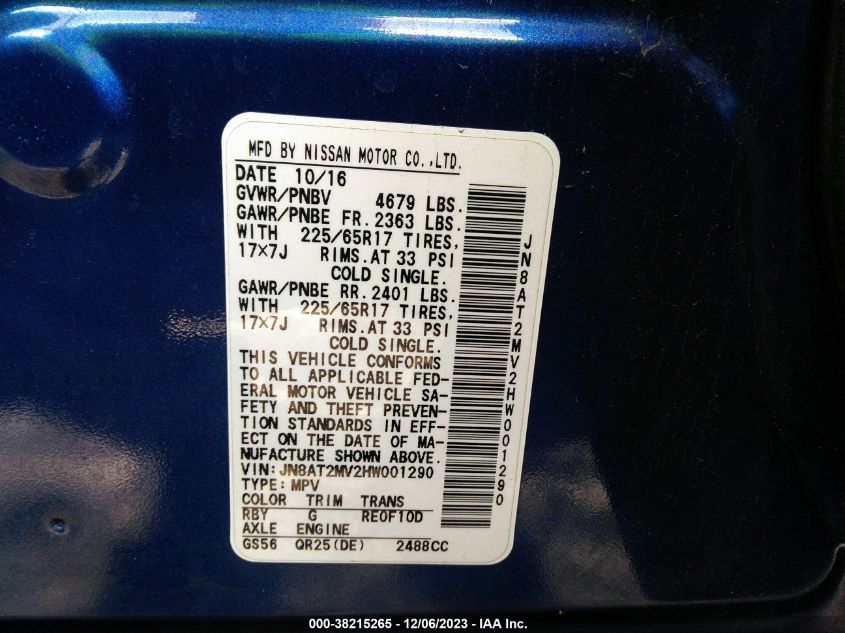 MFD BY NISSAN MOTOR CO.,LTD.
DATE 10/16
GVWR/PNBV 4679 LBS.
GAWR/PNBE FR. 2363 LBS.
WITH 225/65R17 TIRES,
17×7J RIMS.AT 33 PSI
COLD SINGLE.
GAWR/PNBE RR. 2401 LBS.
WITH 225/65R17 TIRES,
17×7J RIMS.AT 33 PSI
COLD SINGLE.
THIS VEHICLE CONFORMS
TO ALL APPLICABLE FED-
ERAL MOTOR VEHICLE SA-
FETY AND THEFT PREVEN-
TION STANDARDS IN EFF-
ECT ON THE DATE OF MA-
NUFACTURE SHOWN ABOVE.
VIN: JN8AT2MV2HW001290
TYPE: MPV
COLOR TRIM TRANS
RBY G RE0F10D
AXLE ENGINE
GS56 QR25(DE) 2488CC
JN8AT2MV2HW001290
000-38215265 - 12/06/2023 - © IAA Inc.